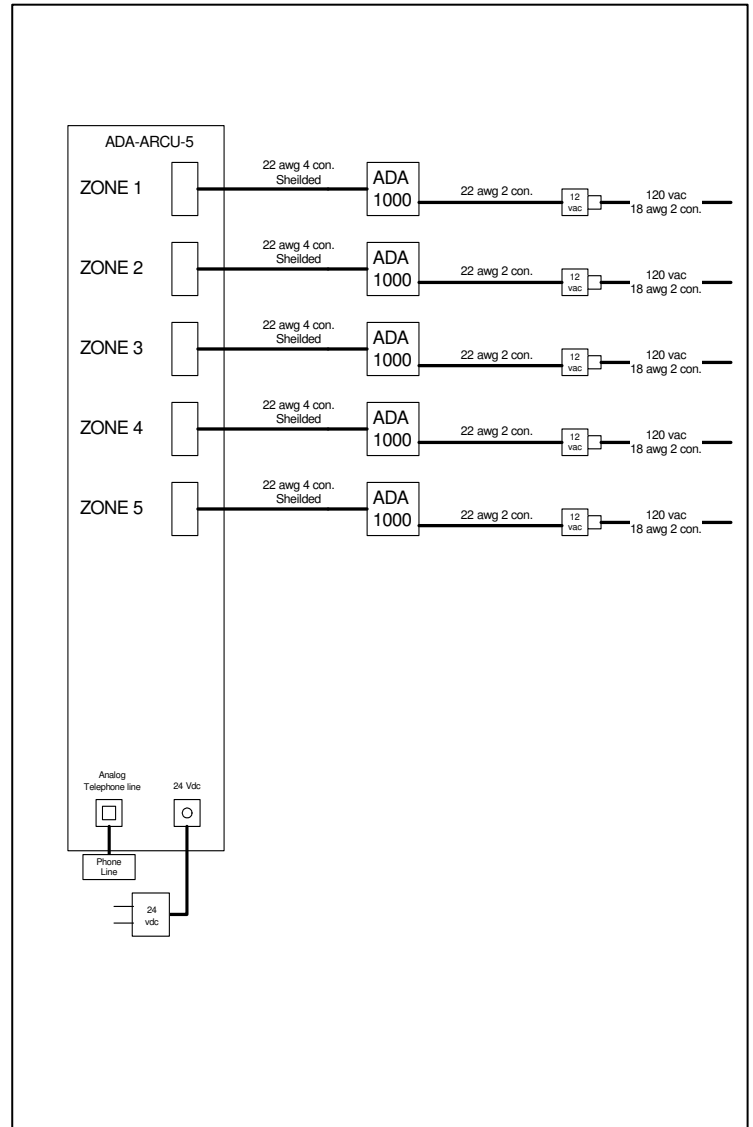 ADA-ARCU-5
ZONE 1
22 awg 4 con.
Sheilded
ADA
1000
22 awg 2 con.
12
vac
120 vac
18 awg 2 con.
ZONE 2
22 awg 4 con.
Sheilded
ADA
1000
22 awg 2 con.
12
vac
120 vac
18 awg 2 con.
ZONE 3
22 awg 4 con.
Sheilded
ADA
1000
22 awg 2 con.
12
vac
120 vac
18 awg 2 con.
ZONE 4
22 awg 4 con.
Sheilded
ADA
1000
22 awg 2 con.
12
vac
120 vac
18 awg 2 con.
ZONE 5
22 awg 4 con.
Sheilded
ADA
1000
22 awg 2 con.
12
vac
120 vac
18 awg 2 con.
Analog
Telephone line
24 Vdc
Phone
Line
24
vdc